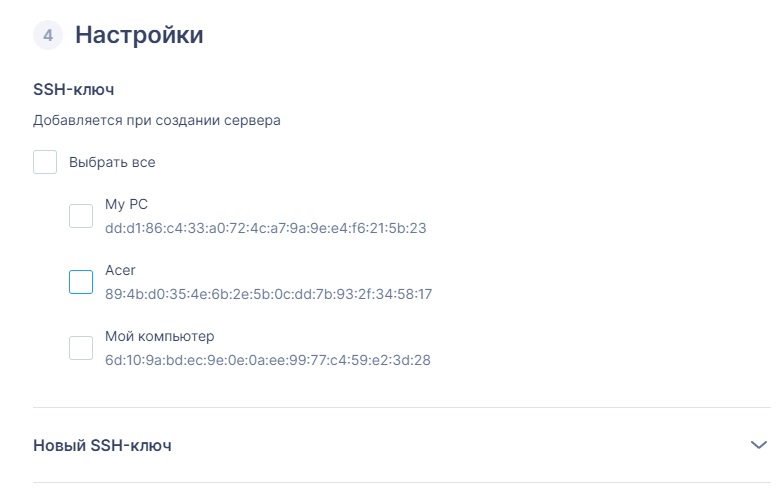 4 Настройки
SSH-ключ
Добавляется при создании сервера
Выбрать все
My PC
dd:d1:86:c4:33:a0:72:4c:a7:9a:9e:e4:f6:21:5b:23
Acer
89:4b:d0:35:4e:6b:2e:5b:0c:dd:7b:93:2f:34:58:17
Мой компьютер
6d:10:9a:bd:ec:9e:0e:0a:ee:99:77:c4:59:e2:3d:28
Новый SSH-ключ